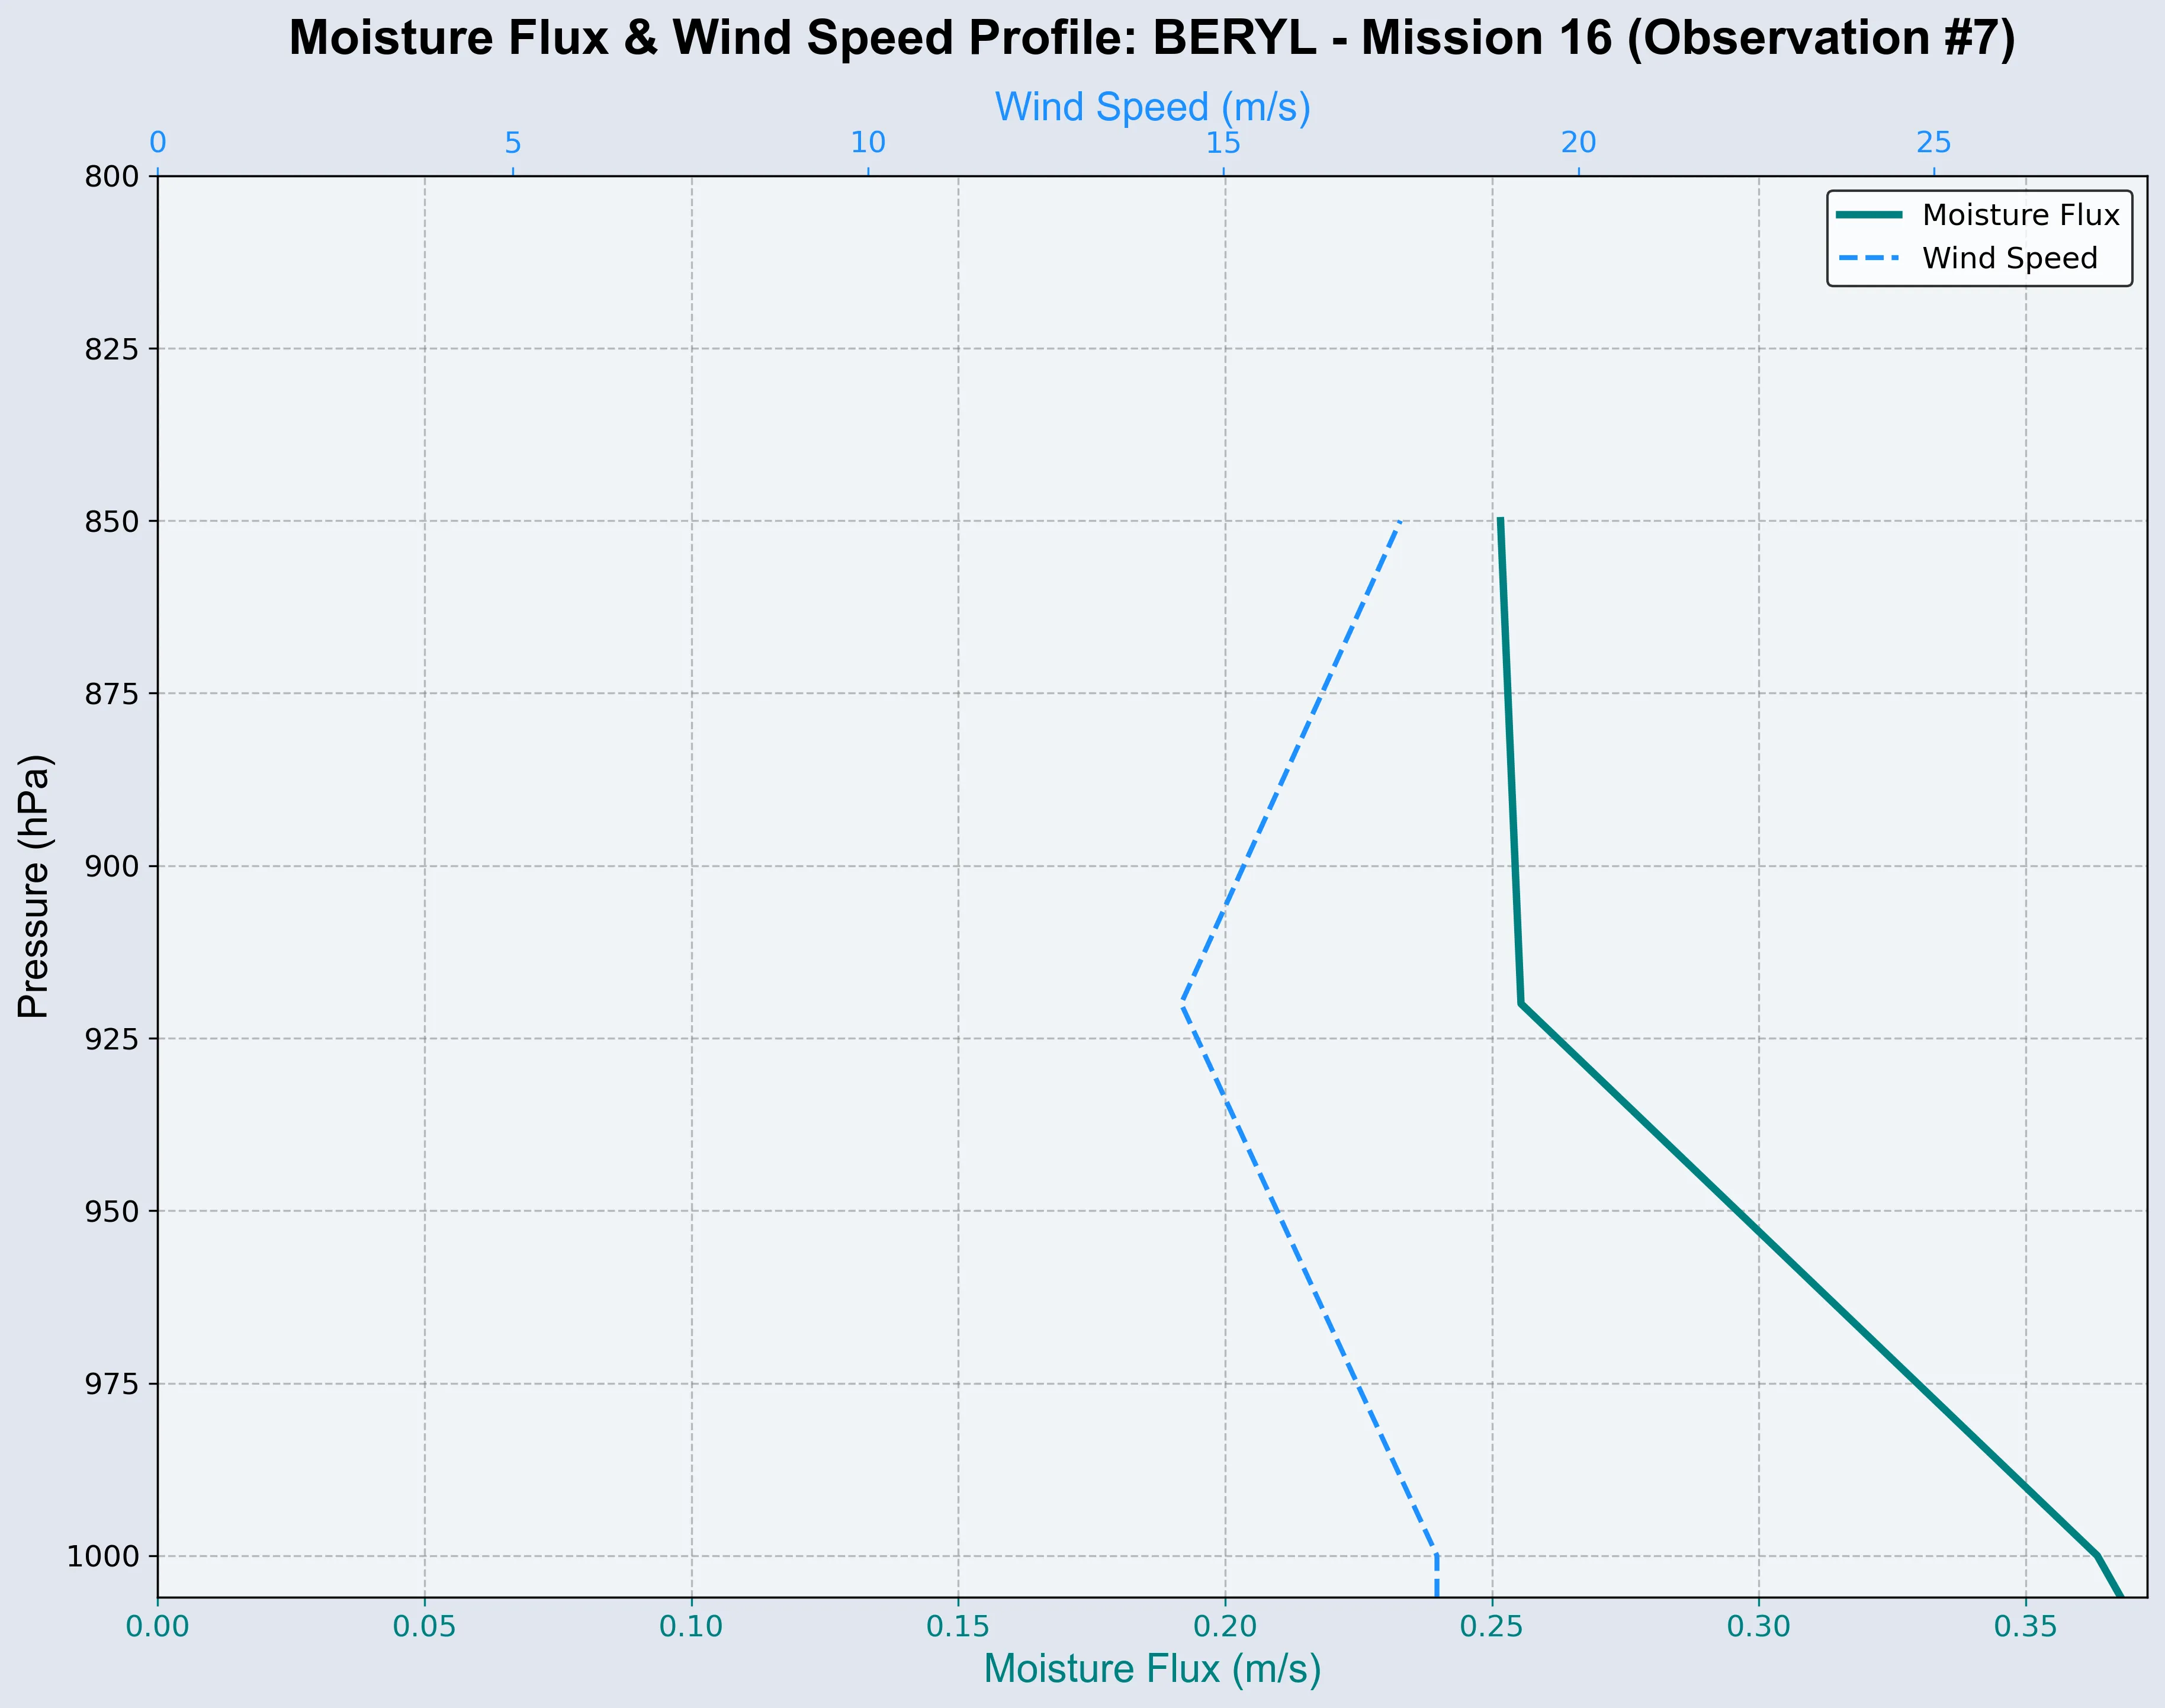 Moisture Flux & Wind Speed Profile: BERYL - Mission 16 (Observation #7)
Wind Speed (m/s)
0 5 10 15 20 25
Moisture Flux
Wind Speed
800
825
850
875
900
925
950
975
1000
Pressure (hPa)
0.00 0.05 0.10 0.15 0.20 0.25 0.30 0.35
Moisture Flux (m/s)